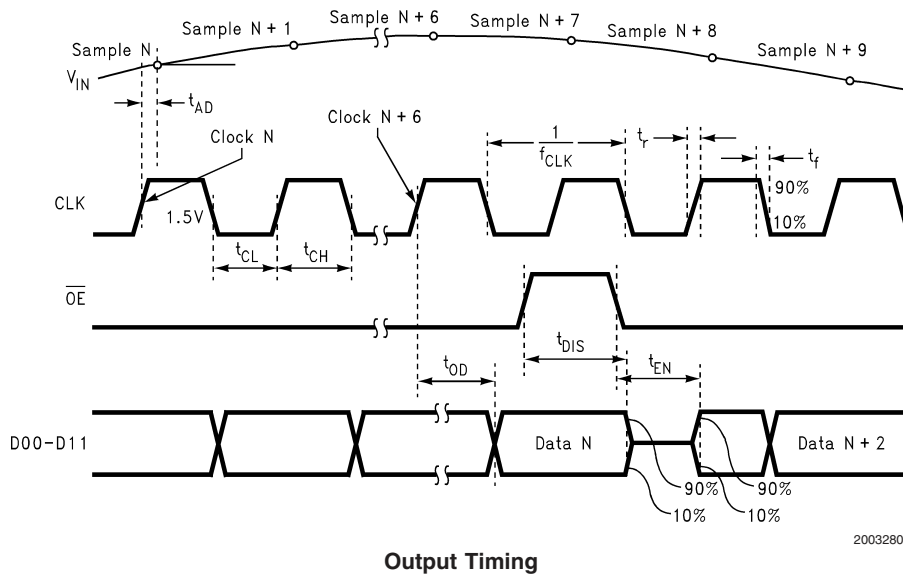 Sample N
Sample N + 1
Sample N + 6
Sample N + 7
Sample N + 8
Sample N + 9
VIN
tAD
Clock N
Clock N + 6
1
fCLK
tr
tf
CLK
1.5V
90%
10%
tCL
tCH
OE
tDIS
tOD
tEN
D00-D11
Data N
Data N + 2
90%
10%
90%
10%
2003280
Output Timing